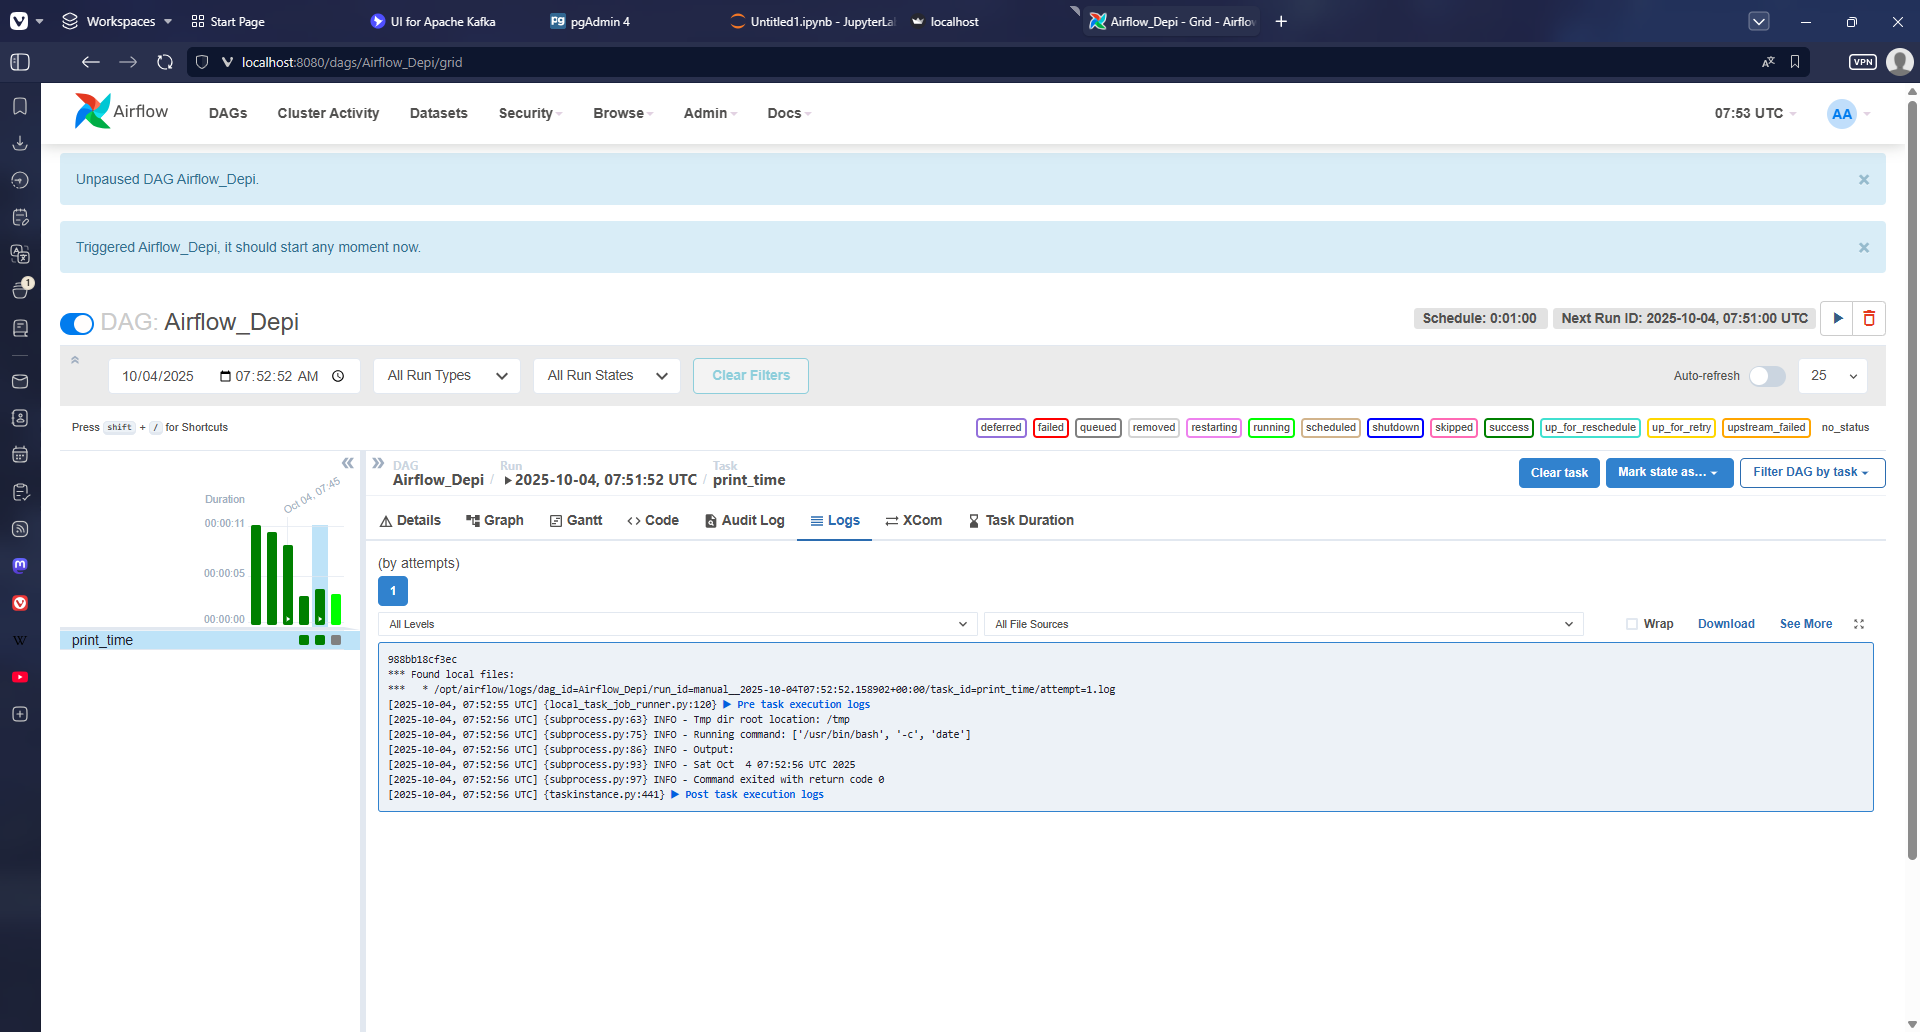 Workspaces
Start Page
UI for Apache Kafka
pgAdmin 4
Untitled1.ipynb - JupyterLa
localhost
Airflow_Depi - Grid - Airflow
localhost:8080/dags/Airflow_Depi/grid
VPN
Airflow
DAGs
Cluster Activity
Datasets
Security
Browse
Admin
Docs
07:53 UTC
AA
1
Unpaused DAG Airflow_Depi.
×
Triggered Airflow_Depi, it should start any moment now.
×
DAG: Airflow_Depi
Schedule: 0:01:00
Next Run ID: 2025-10-04, 07:51:00 UTC
10/04/2025 07:52:52 AM
All Run Types
All Run States
Clear Filters
Auto-refresh
25
Press shift + / for Shortcuts
deferred
failed
queued
removed
restarting
running
scheduled
shutdown
skipped
success
up_for_reschedule
up_for_retry
upstream_failed
no_status
Duration
Oct 04, 07:45
00:00:11
00:00:05
00:00:00
print_time
DAG
Airflow_Depi
/
Run
2025-10-04, 07:51:52 UTC
/
Task
print_time
Clear task
Mark state as...
Filter DAG by task
Details
Graph
Gantt
Code
Audit Log
Logs
XCom
Task Duration
(by attempts)
1
All Levels
All File Sources
Wrap
Download
See More
988bb18cf3ec
*** Found local files:
***   * /opt/airflow/logs/dag_id=Airflow_Depi/run_id=manual__2025-10-04T07:52:52.158902+00:00/task_id=print_time/attempt=1.log
[2025-10-04, 07:52:55 UTC] {local_task_job_runner.py:120} ▶ Pre task execution logs
[2025-10-04, 07:52:56 UTC] {subprocess.py:63} INFO - Tmp dir root location: /tmp
[2025-10-04, 07:52:56 UTC] {subprocess.py:75} INFO - Running command: ['/usr/bin/bash', '-c', 'date']
[2025-10-04, 07:52:56 UTC] {subprocess.py:86} INFO - Output:
[2025-10-04, 07:52:56 UTC] {subprocess.py:93} INFO - Sat Oct  4 07:52:56 UTC 2025
[2025-10-04, 07:52:56 UTC] {subprocess.py:97} INFO - Command exited with return code 0
[2025-10-04, 07:52:56 UTC] {taskinstance.py:441} ▶ Post task execution logs